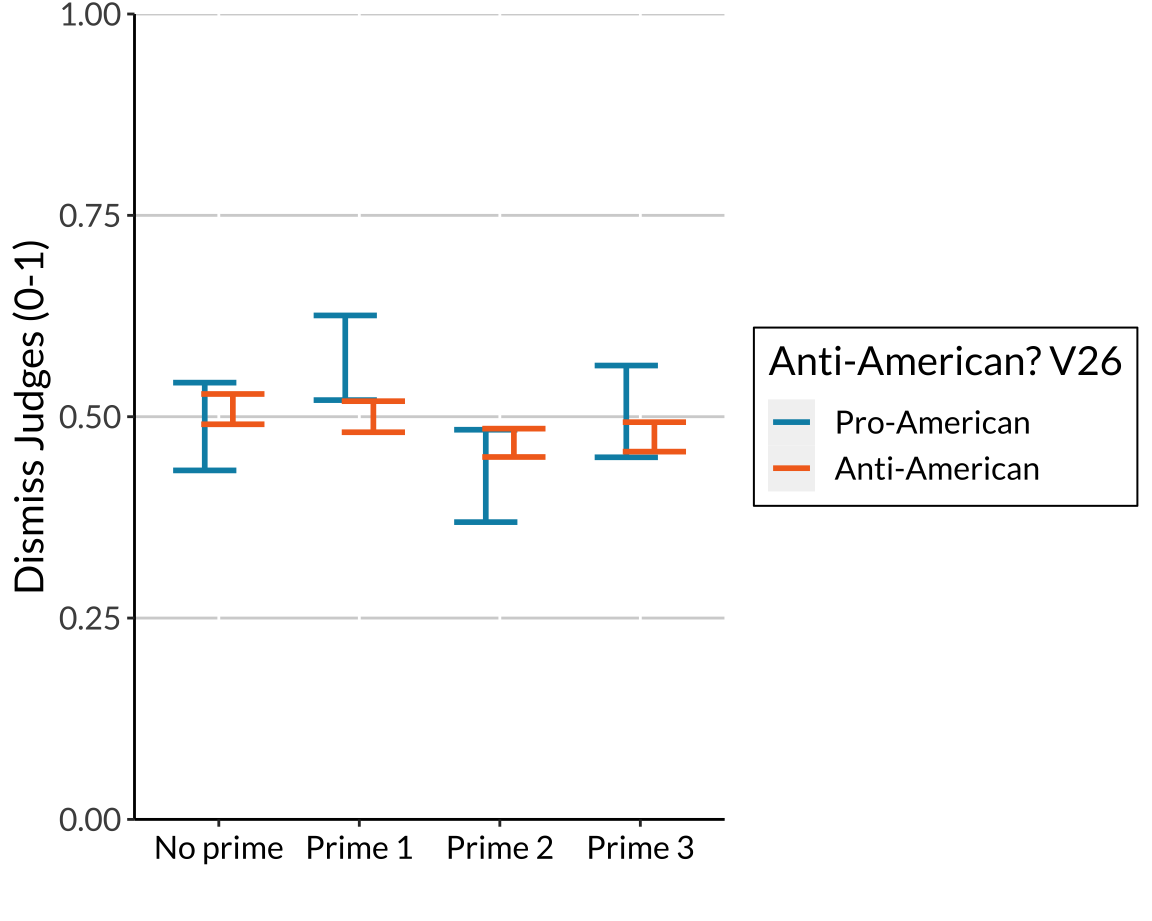 1.00
0.75
0.50
0.25
0.00
Dismiss Judges (0-1)
No prime
Prime 1
Prime 2
Prime 3
Anti-American? V26
Pro-American
Anti-American